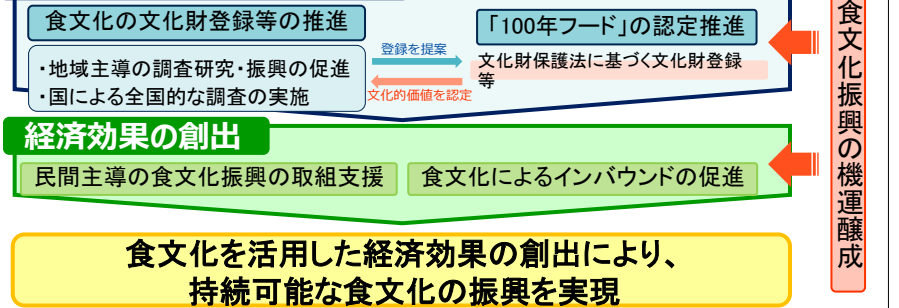 食文化の文化財登録等の推進
・地域主導の調査研究・振興の促進
・国による全国的な調査の実施
登録を提案
文化的価値を認定
「100年フード」の認定推進
文化財保護法に基づく文化財登録
等
経済効果の創出
民間主導の食文化振興の取組支援
食文化によるインバウンドの促進
食文化を活用した経済効果の創出により、
持続可能な食文化の振興を実現
食文化振興の機運醸成